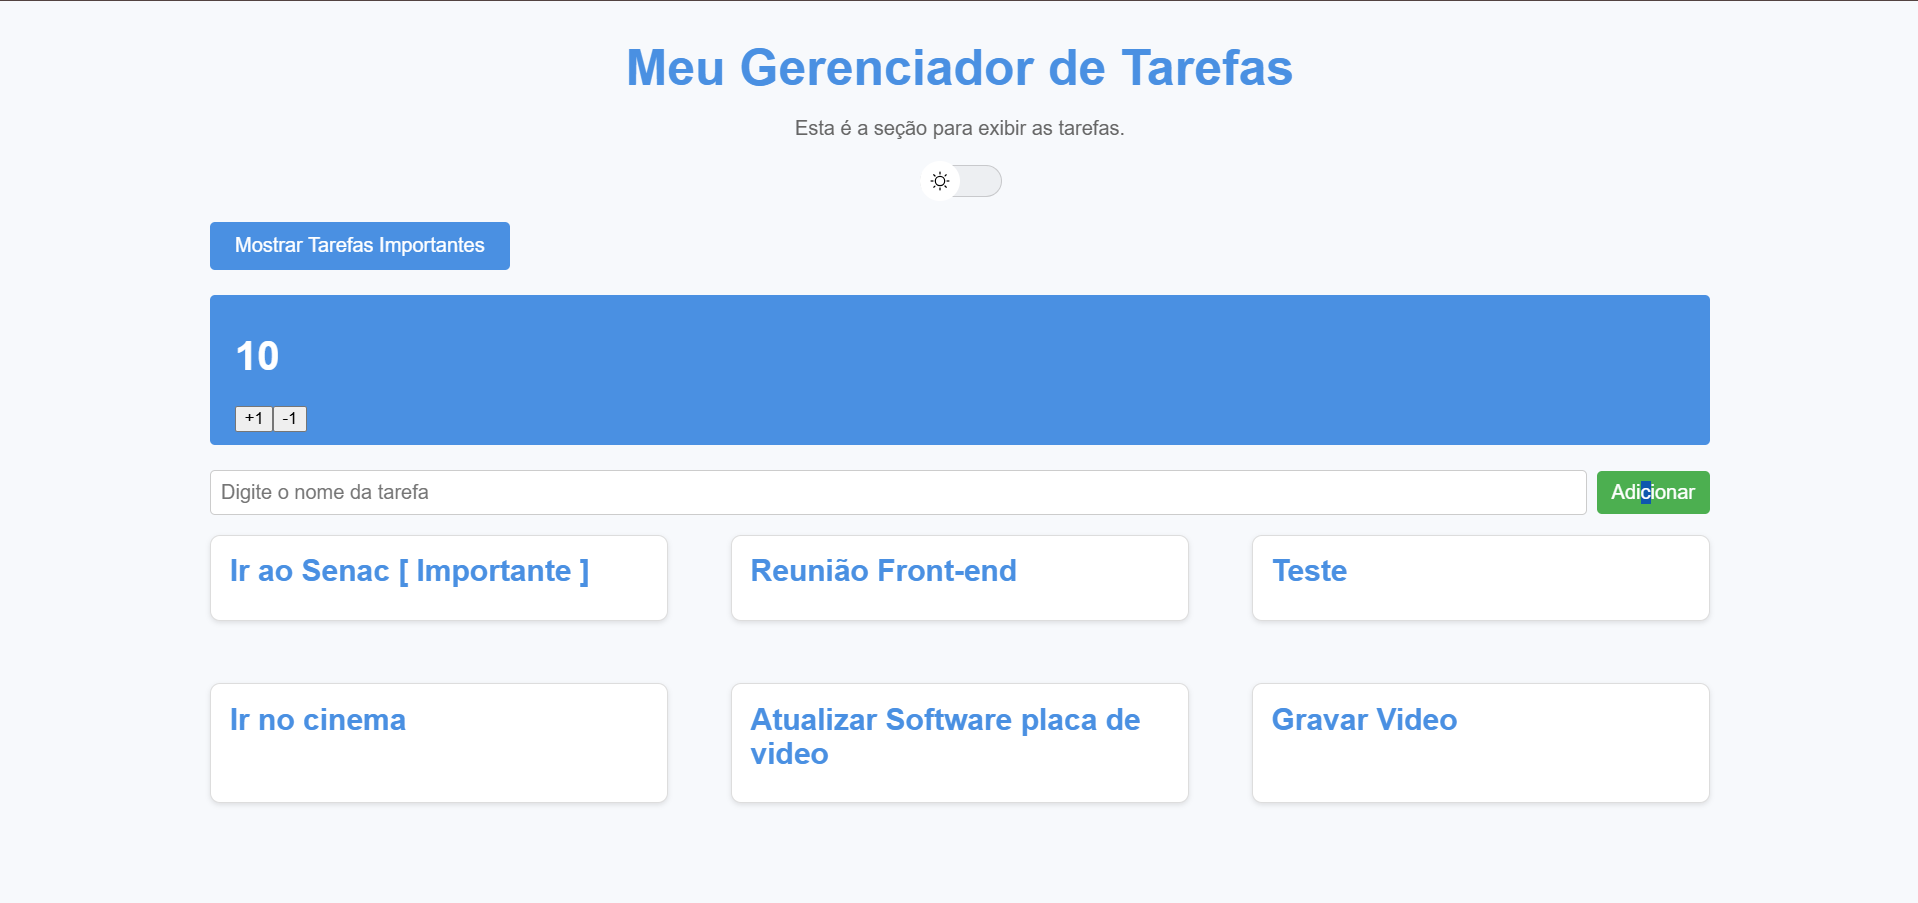 Meu Gerenciador de Tarefas
Esta é a seção para exibir as tarefas.
Mostrar Tarefas Importantes
10
+1 -1
Digite o nome da tarefa
Adicionar
Ir ao Senac [ Importante ]
Reunião Front-end
Teste
Ir no cinema
Atualizar Software placa de
video
Gravar Video